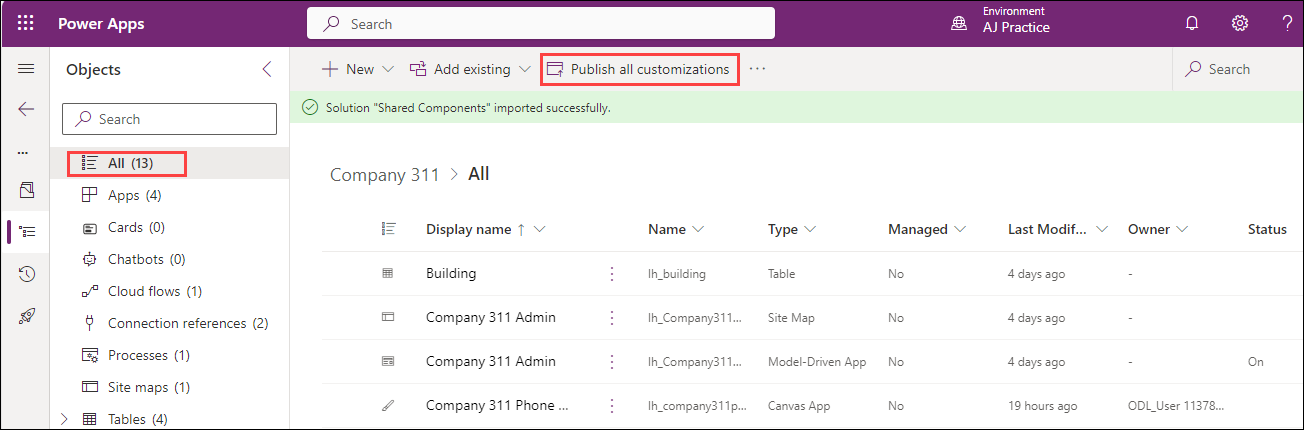 Power Apps
Search
Environment
AJ Practice
?
Objects
New
Add existing
Publish all customizations
...
Search
Solution "Shared Components" imported successfully.
Search
...
All (13)
Apps (4)
Cards (0)
Chatbots (0)
Cloud flows (1)
Connection references (2)
Processes (1)
Site maps (1)
Tables (4)
Company 311 > All
Display name ↑ Name Type Managed Last Modif... Owner Status
Building lh_building Table No 4 days ago -
Company 311 Admin lh_Company311... Site Map No 4 days ago -
Company 311 Admin lh_Company311... Model-Driven App No 4 days ago - On
Company 311 Phone ... lh_company311p... Canvas App No 19 hours ago ODL_User 11378...